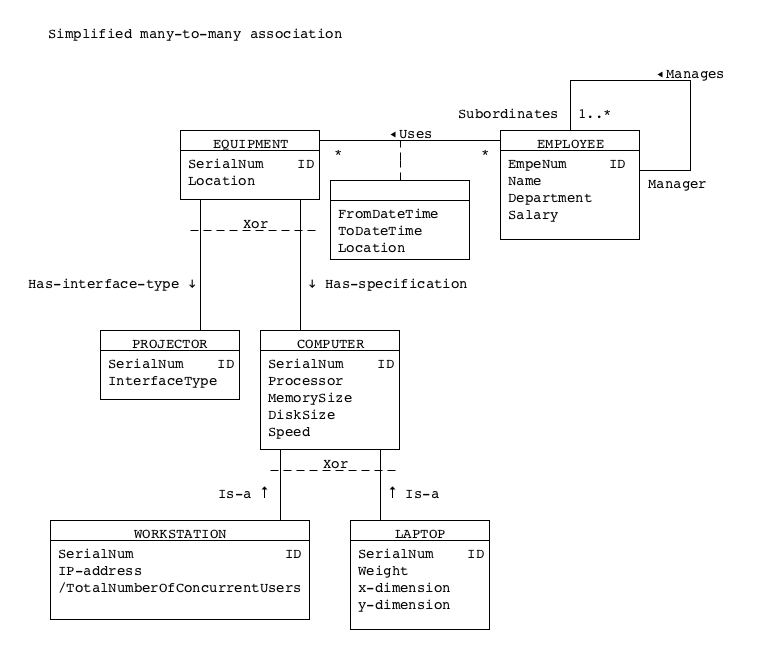 Simplified many-to-many association
◂Manages
Subordinates 1..*
◂Uses
EQUIPMENT
SerialNum ID
Location
*
*
EMPLOYEE
EmpeNum ID
Name
Department
Salary
Manager
FromDateTime
ToDateTime
Location
Xor
Has-interface-type ↓
↓ Has-specification
PROJECTOR
SerialNum ID
InterfaceType
COMPUTER
SerialNum ID
Processor
MemorySize
DiskSize
Speed
Xor
Is-a ↑
↑ Is-a
WORKSTATION
SerialNum ID
IP-address
/TotalNumberOfConcurrentUsers
LAPTOP
SerialNum ID
Weight
x-dimension
y-dimension